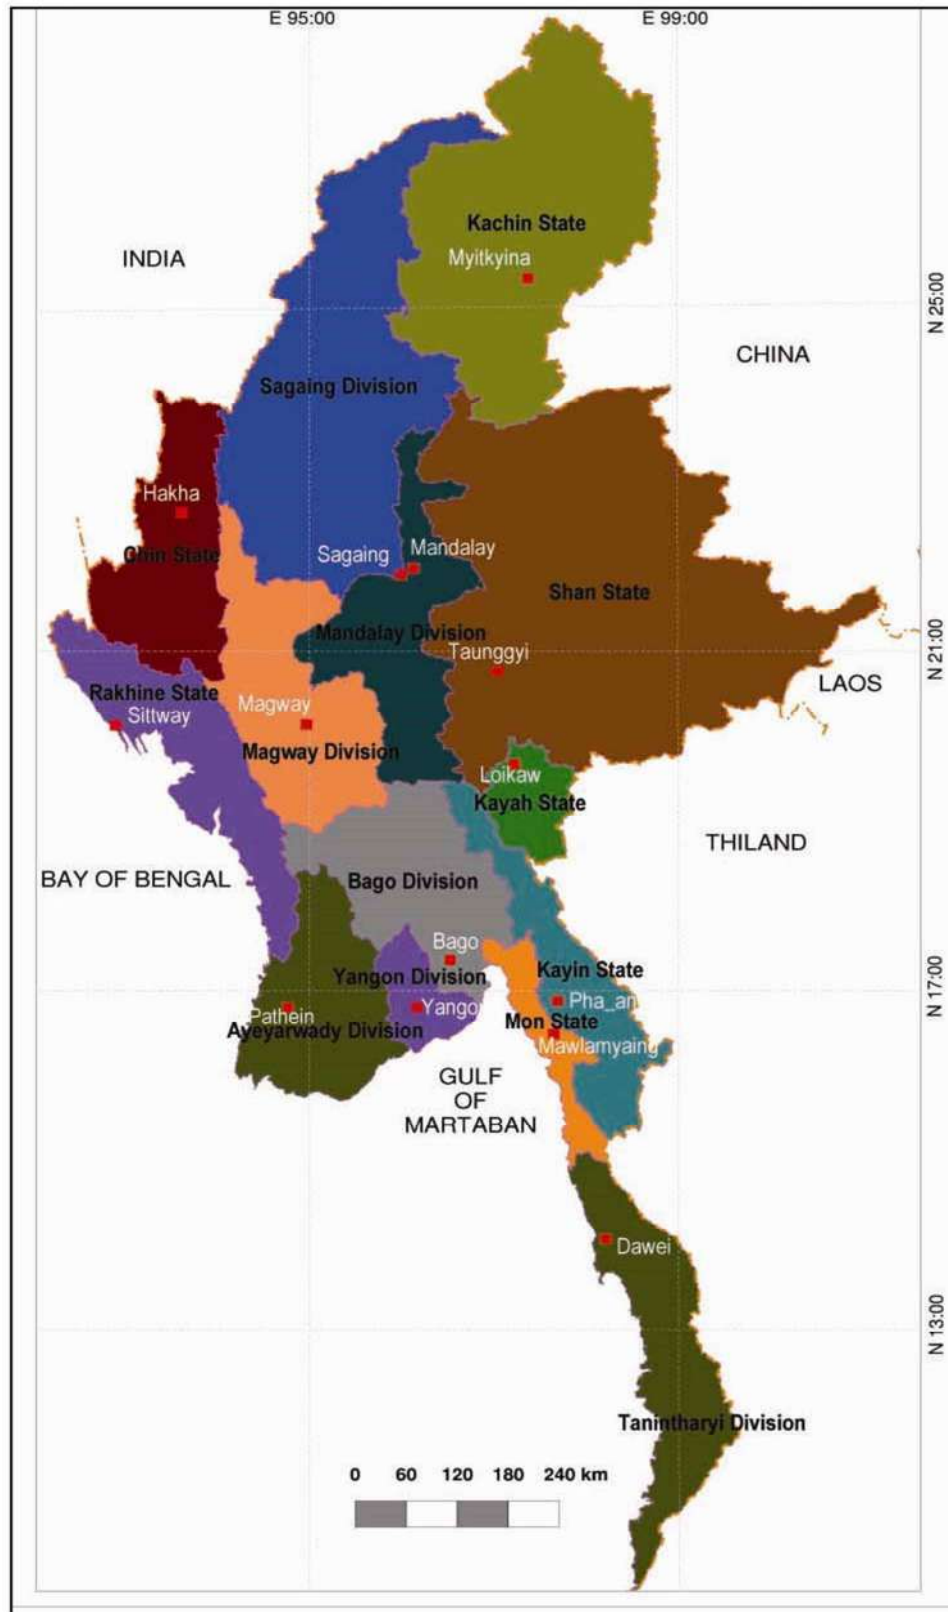 E 95:00
E 99:00
Kachin State
Myitkyina
INDIA
N 25:00
CHINA
Sagaing Division
Hakha
Chin State
Sagaing
Mandalay
Shan State
Mandalay Division
Taunggyi
N 21:00
LAOS
Rakhine State
Sittway
Magway
Magway Division
Loikaw
Kayah State
THILAND
BAY OF BENGAL
Bago Division
Bago
Yangon Division
Kayin State
N 17:00
Pathein
Yangon
Pha_an
Ayeyarwady Division
Mon State
Mawlamyaing
GULF
OF
MARTABAN
Dawei
N 13:00
Tanintharyi Division
0 60 120 180 240 km